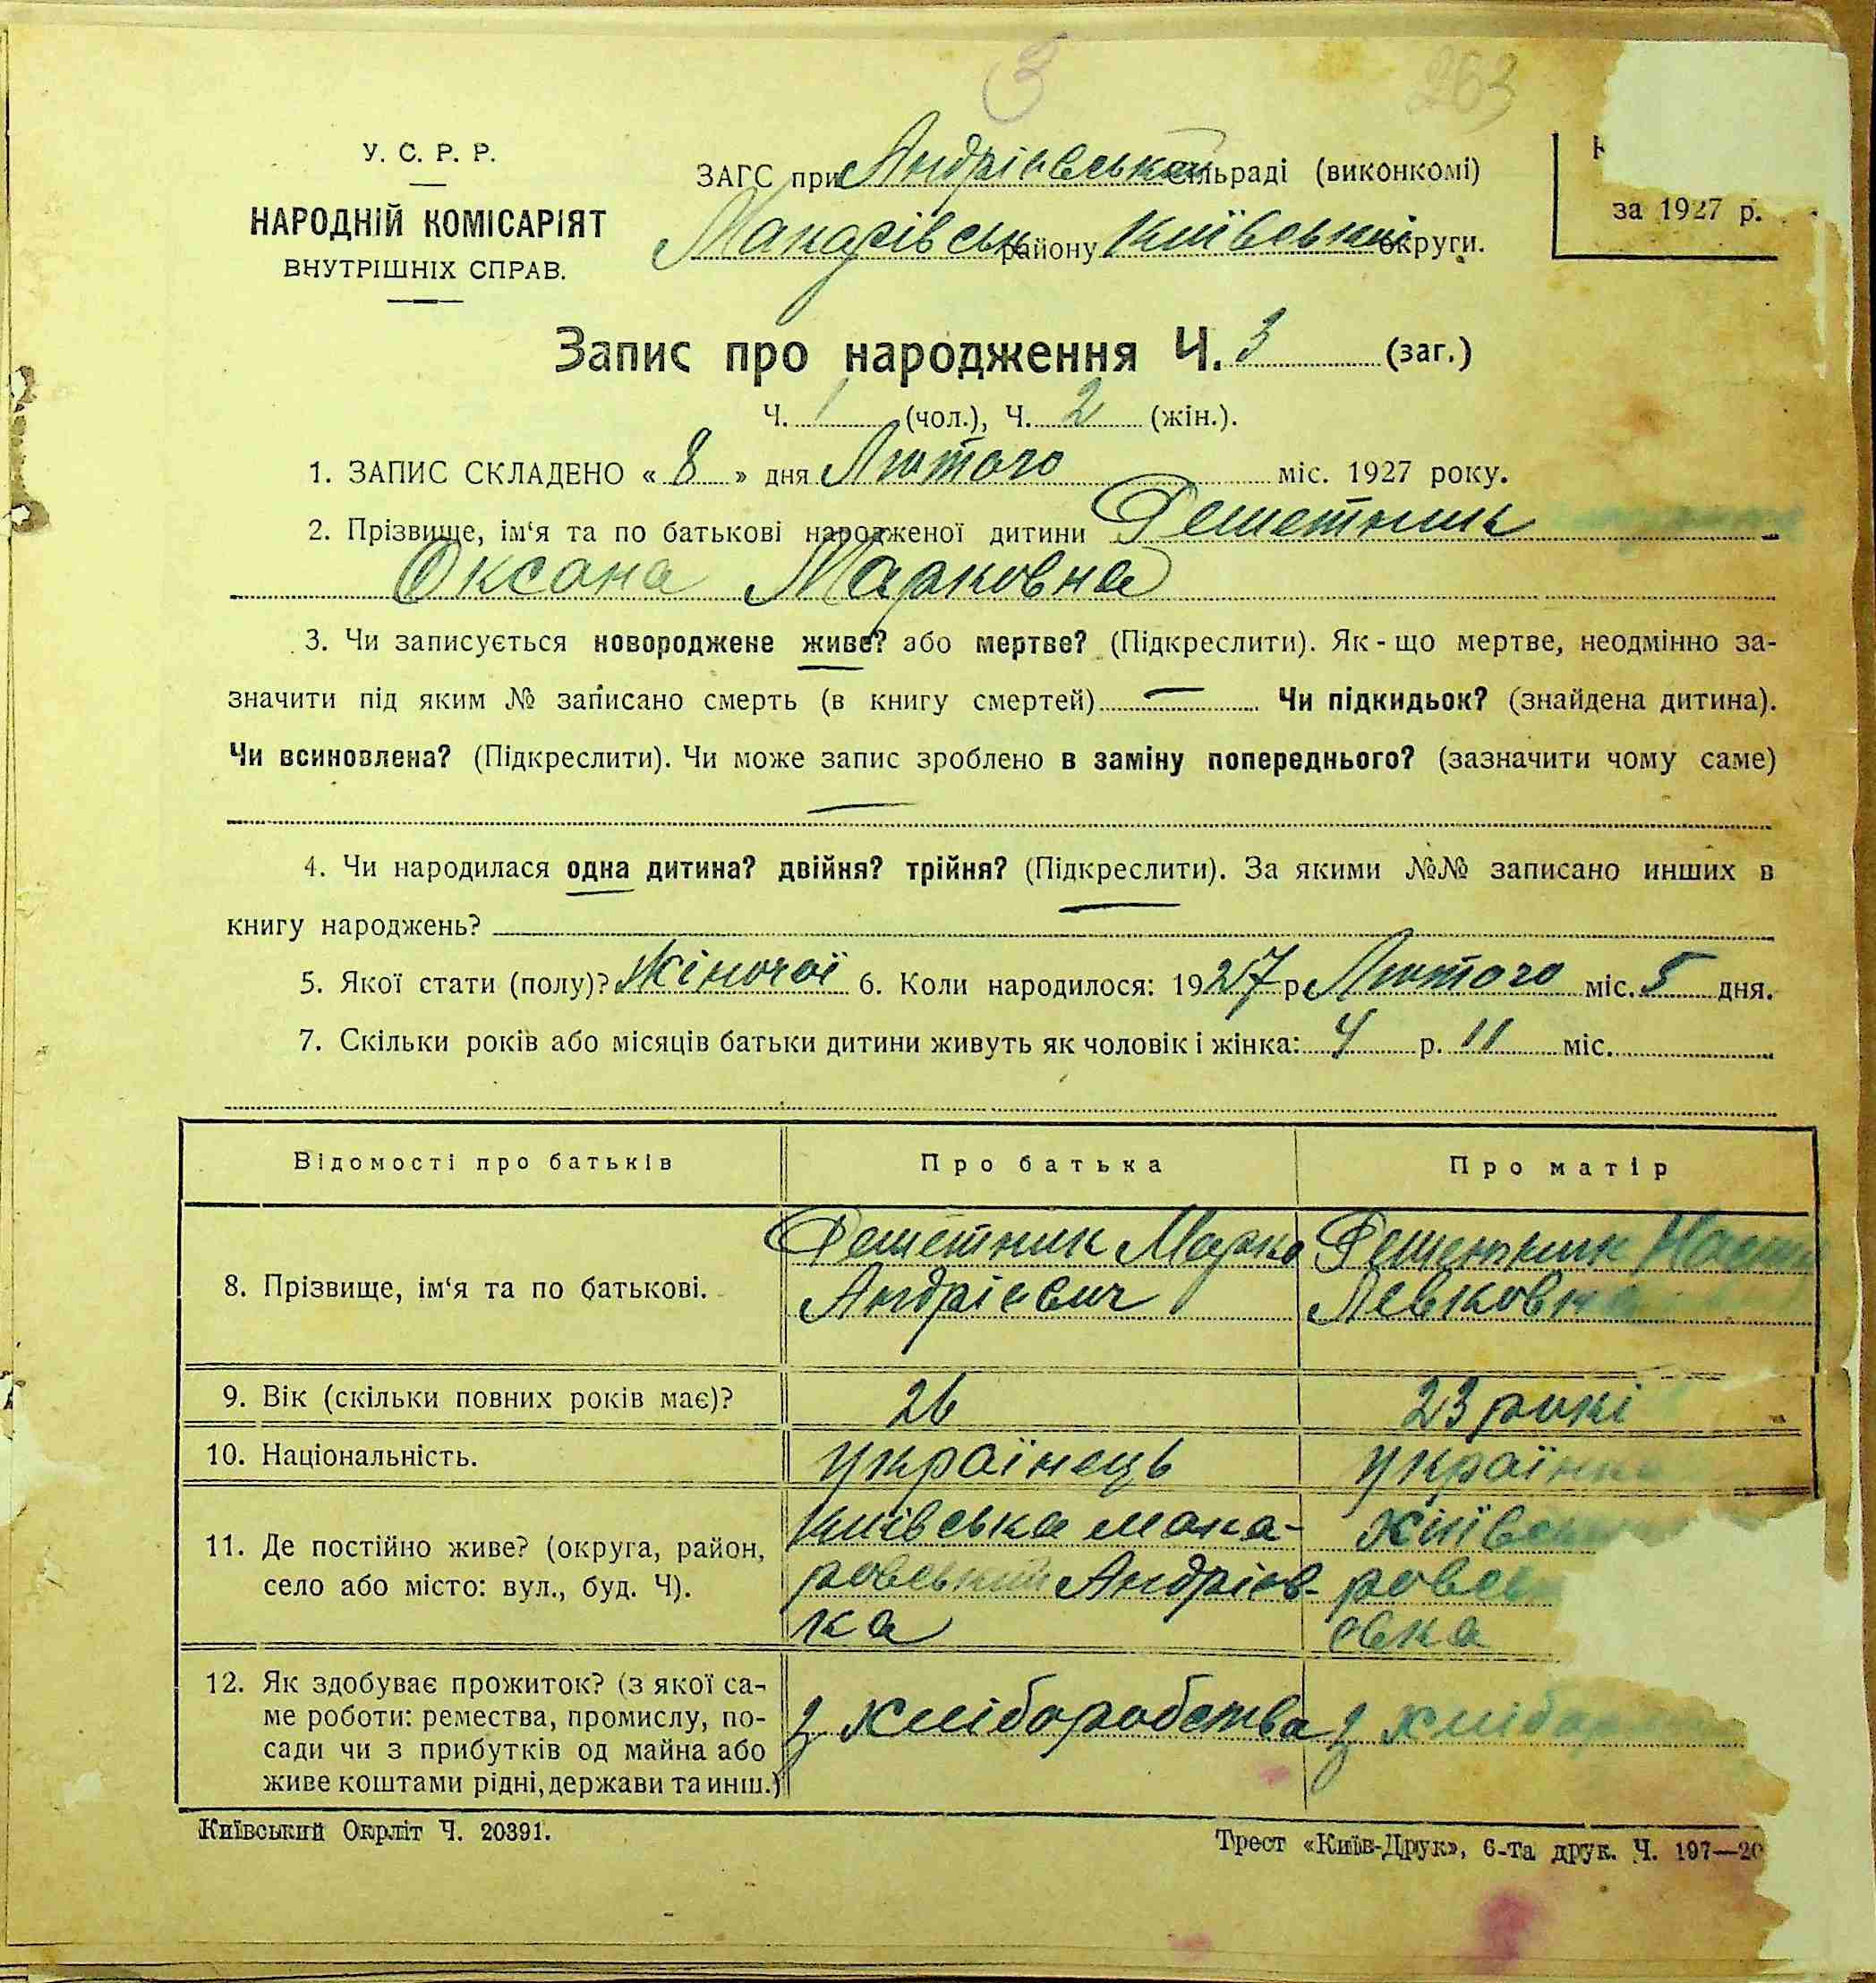 3
263
У. С. Р. Р.
НАРОДНІЙ КОМІСАРІЯТ
ВНУТРІШНІХ СПРАВ.
ЗАГС при Андріївській сільраді (виконкомі)
Макарівськ району Київської округи.
за 1927 р.
Запис про народження Ч. 3 (заг.)
Ч. 1 (чол.), Ч. 2 (жін.).
1. ЗАПИС СКЛАДЕНО « 8 » дня Лютого міс. 1927 року.
2. Прізвище, ім‘я та по батькові народженої дитини Решетник
Оксана Марковна
3. Чи записується новороджене живе? або мертве? (Підкреслити). Як-що мертве, неодмінно за-
значити під яким № записано смерть (в книгу смертей) — Чи підкидьок? (знайдена дитина).
Чи всиновлена? (Підкреслити). Чи може запис зроблено в заміну попереднього? (зазначити чому саме)
—
4. Чи народилася одна дитина? двійня? трійня? (Підкреслити). За якими №№ записано инших в
книгу народжень? —
5. Якої стати (полу)? Жіночої 6. Коли народилося: 1927 р. Лютого міс. 5 дня.
7. Скільки років або місяців батьки дитини живуть як чоловік і жінка: 4 р. 11 міс.
Відомості про батьків Про батька Про матір
8. Прізвище, ім‘я та по батькові.
Решетник Марко
Андрієвич
Решетник
Левковна
9. Вік (скільки повних років має)? 26 23 рокі
10. Національність. українець українка
11. Де постійно живе? (округа, район,
село або місто: вул., буд. Ч).
Київська мака-
ровський Андріїв-
ка
Київськ
ровськ
євка
12. Як здобуває прожиток? (з якої са-
ме роботи: ремества, промислу, по-
сади чи з прибутків од майна або
живе коштами рідні, держави та инш.)
з хліборобства
з хлібор
Київський Окрліт Ч. 20391.
Трест «Київ-Друк», 6-та друк. Ч. 197—20